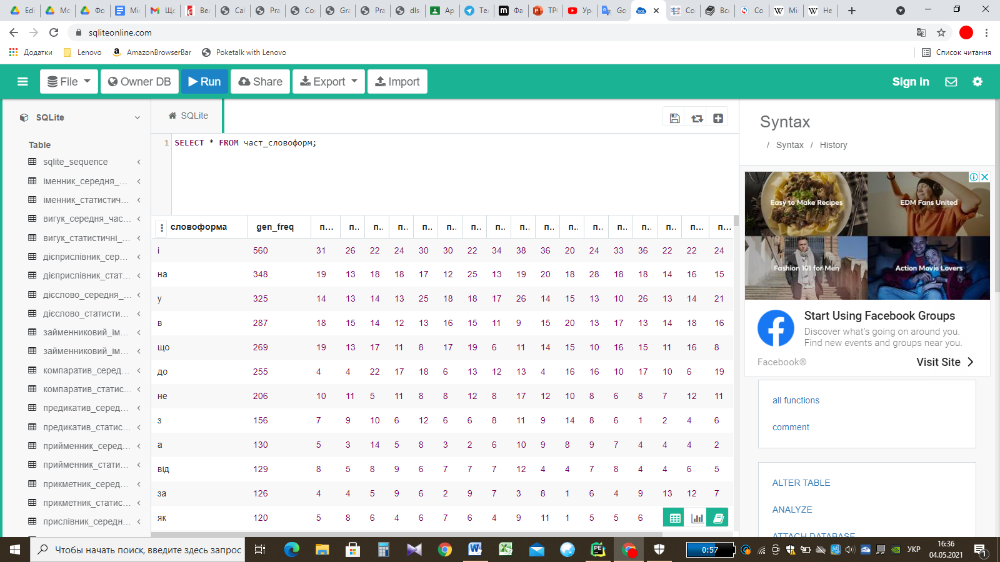 Edi Мо Фо Міє Що Вел Cal Pra Co Gra Pra dlse Ар Тел Фа ТРС Урс Go Со Все Со Мі Не
sqliteonline.com
Додатки Lenovo AmazonBrowserBar Poketalk with Lenovo Список читання
File Owner DB Run Share Export Import Sign in
SQLite
Table
sqlite_sequence
іменник_середня_...
іменник_статистич...
вигук_середня_час...
вигук_статистичні_...
дієприслівник_сер...
дієприслівник_стат...
дієслово_середня_...
дієслово_статисти...
займенниковий_ім...
займенниковий_ім...
компаратив_серед...
компаратив_статис...
предикатив_серед...
предикатив_статис...
прийменник_серед...
прийменник_стати...
прикметник_серед...
прикметник_статис...
прислівник_середн...
SQLite
1 SELECT * FROM част_словоформ;
словоформа gen_freq п... п.. п.. п.. п.. п.. п.. п.. п.. п.. п.. п.. п.. п.. п.. п... п...
і 560 31 26 22 24 30 30 22 34 38 36 20 24 33 36 22 22 24
на 348 19 13 18 18 17 12 25 13 19 20 18 28 18 18 14 16 15
у 325 14 13 14 13 25 18 18 17 26 14 15 13 10 26 13 14 21
в 287 18 15 14 12 13 16 15 11 9 15 20 13 17 13 14 18 16
що 269 19 13 17 11 8 17 19 6 11 14 15 10 16 15 11 16 8
до 255 4 4 22 17 18 6 13 12 13 4 16 16 10 17 10 6 19
не 206 10 11 5 11 8 8 12 8 17 12 10 8 6 8 7 12 11
з 156 7 9 10 6 12 6 6 8 11 9 14 8 6 1 2 4 6
а 130 5 3 14 5 8 3 2 6 10 9 8 9 7 4 4 4 2
від 129 8 5 8 9 6 7 7 7 12 4 4 7 8 4 4 6 5
за 126 4 4 5 9 6 2 9 7 3 8 1 6 4 9 13 12 7
як 120 5 8 6 4 6 7 6 4 9 11 1 5 5 6
Syntax
/ Syntax / History
Easy to Make Recipes
EDM Fans United
Fashion 101 for Men
Action Movie Lovers
Start Using Facebook Groups
Discover what's going on around you.
Find new events and groups near you.
Facebook® Visit Site
all functions
comment
ALTER TABLE
ANALYZE
ATTACH DATABASE
Чтобы начать поиск, введите здесь запрос
0:57
УКР
16:36
04.05.2021
1